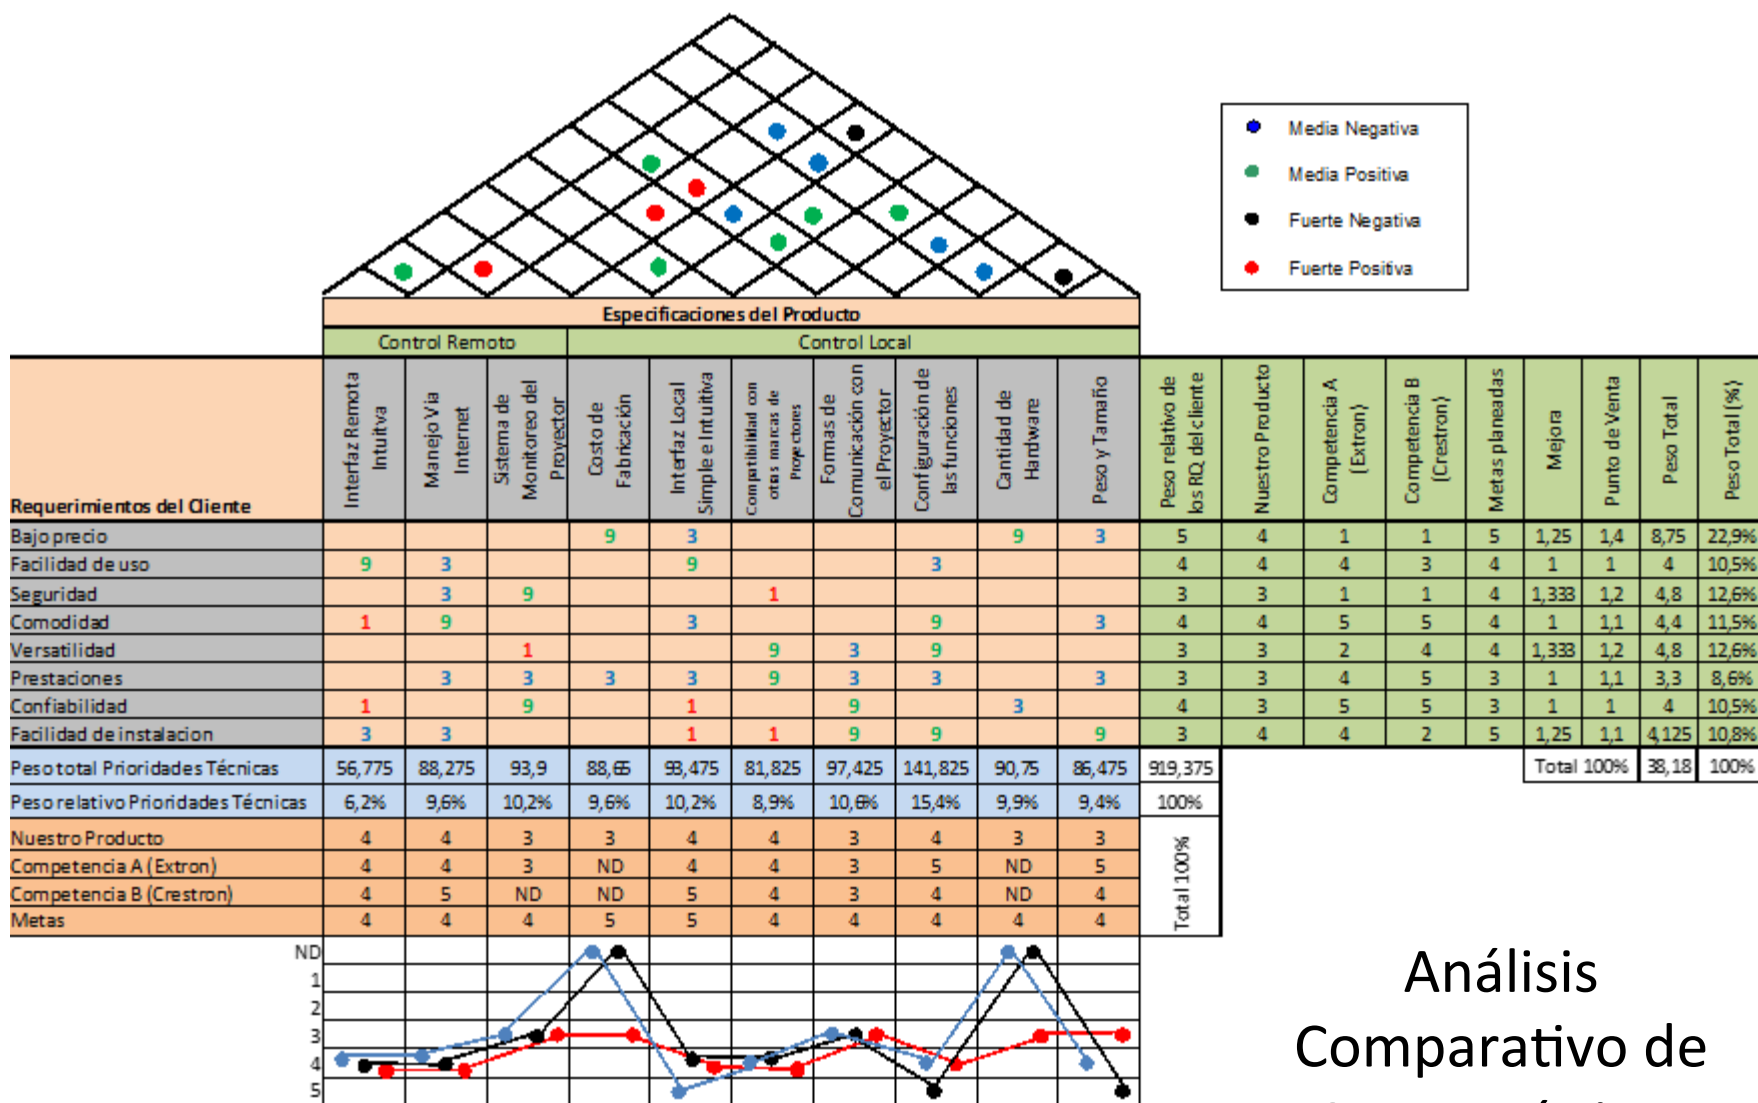 Media Negativa
Media Positiva
Fuerte Negativa
Fuerte Positiva
Especificaciones del Producto
Control Remoto Control Local
Requerimientos del Cliente
Interfaz Remota
Intuitva
Manejo Via
Internet
Sistema de
Monitoreo del
Proyector
Costo de
Fabricación
Interfaz Local
Simple e Intuitiva
Compatibilidad con
otras marcas de
Proyectores
Formas de
Comunicación con
el Proyector
Configuración de
las funciones
Cantidad de
Hardware
Peso y Tamaño
Peso relativo de
los RQ del cliente
Nuestro Producto
Competencia A
(Extron)
Competencia B
(Crestron)
Metas planeadas
Mejora
Punto de Venta
Peso Total
Peso Total (%)
Bajo precio 9 3 9 3 5 4 1 1 5 1,25 1,4 8,75 22,9%
Facilidad de uso 9 3 9 3 4 4 4 3 4 1 1 4 10,5%
Seguridad 3 9 1 3 3 1 1 4 1,333 1,2 4,8 12,6%
Comodidad 1 9 3 9 3 4 4 5 5 4 1 1,1 4,4 11,5%
Versatilidad 1 9 3 9 3 3 2 4 4 1,333 1,2 4,8 12,6%
Prestaciones 3 3 3 3 9 3 3 3 3 3 4 5 3 1 1,1 3,3 8,6%
Confiabilidad 1 9 1 9 3 4 3 5 5 3 1 1 4 10,5%
Facilidad de instalacion 3 3 1 1 9 9 9 3 4 4 2 5 1,25 1,1 4,125 10,8%
Peso total Prioridades Técnicas 56,775 88,275 93,9 88,65 93,475 81,825 97,425 141,825 90,75 86,475 919,375 Total 100% 38,18 100%
Peso relativo Prioridades Técnicas 6,2% 9,6% 10,2% 9,6% 10,2% 8,9% 10,6% 15,4% 9,9% 9,4% 100%
Nuestro Producto 4 4 3 3 4 4 3 4 3 3
Competencia A (Extron) 4 4 3 ND 4 4 3 5 ND 5
Competencia B (Crestron) 4 5 ND ND 5 4 3 4 ND 4
Metas 4 4 4 5 5 4 4 4 4 4
Total 100%
ND
1
2
3
4
5
Análisis
Comparativo de